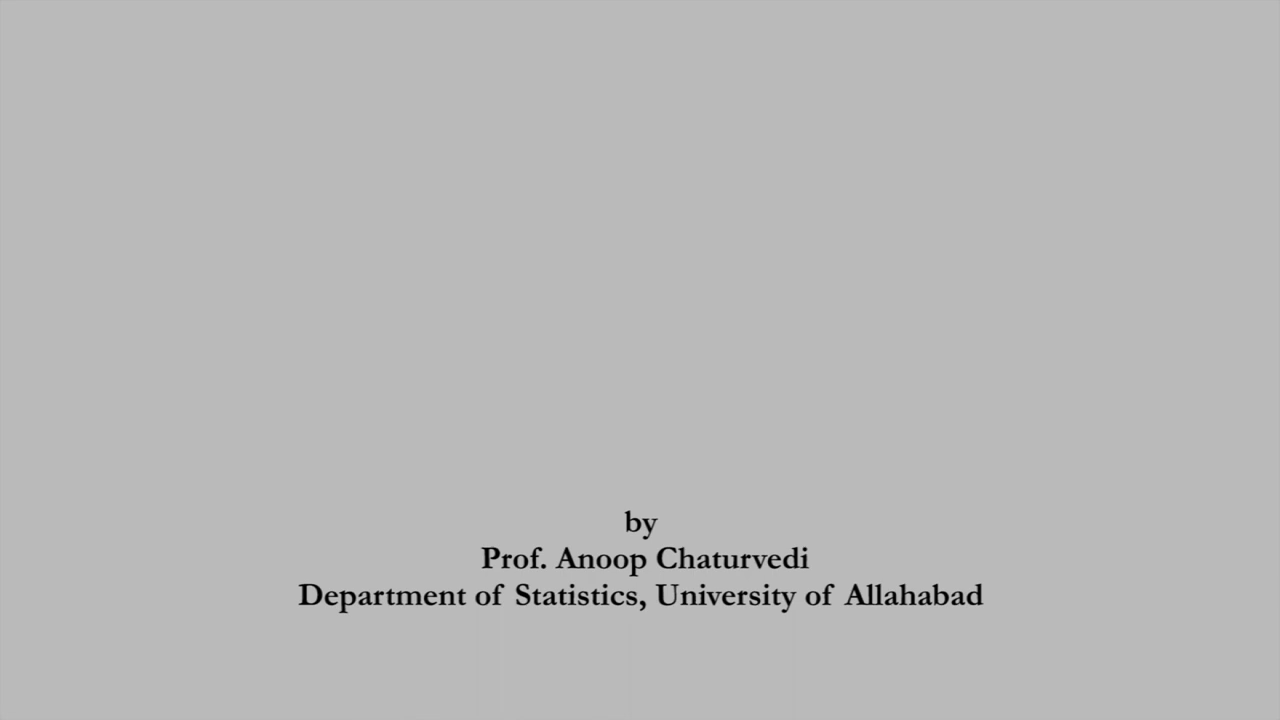 by
Prof. Anoop Chaturvedi
Department of Statistics, University of Allahabad